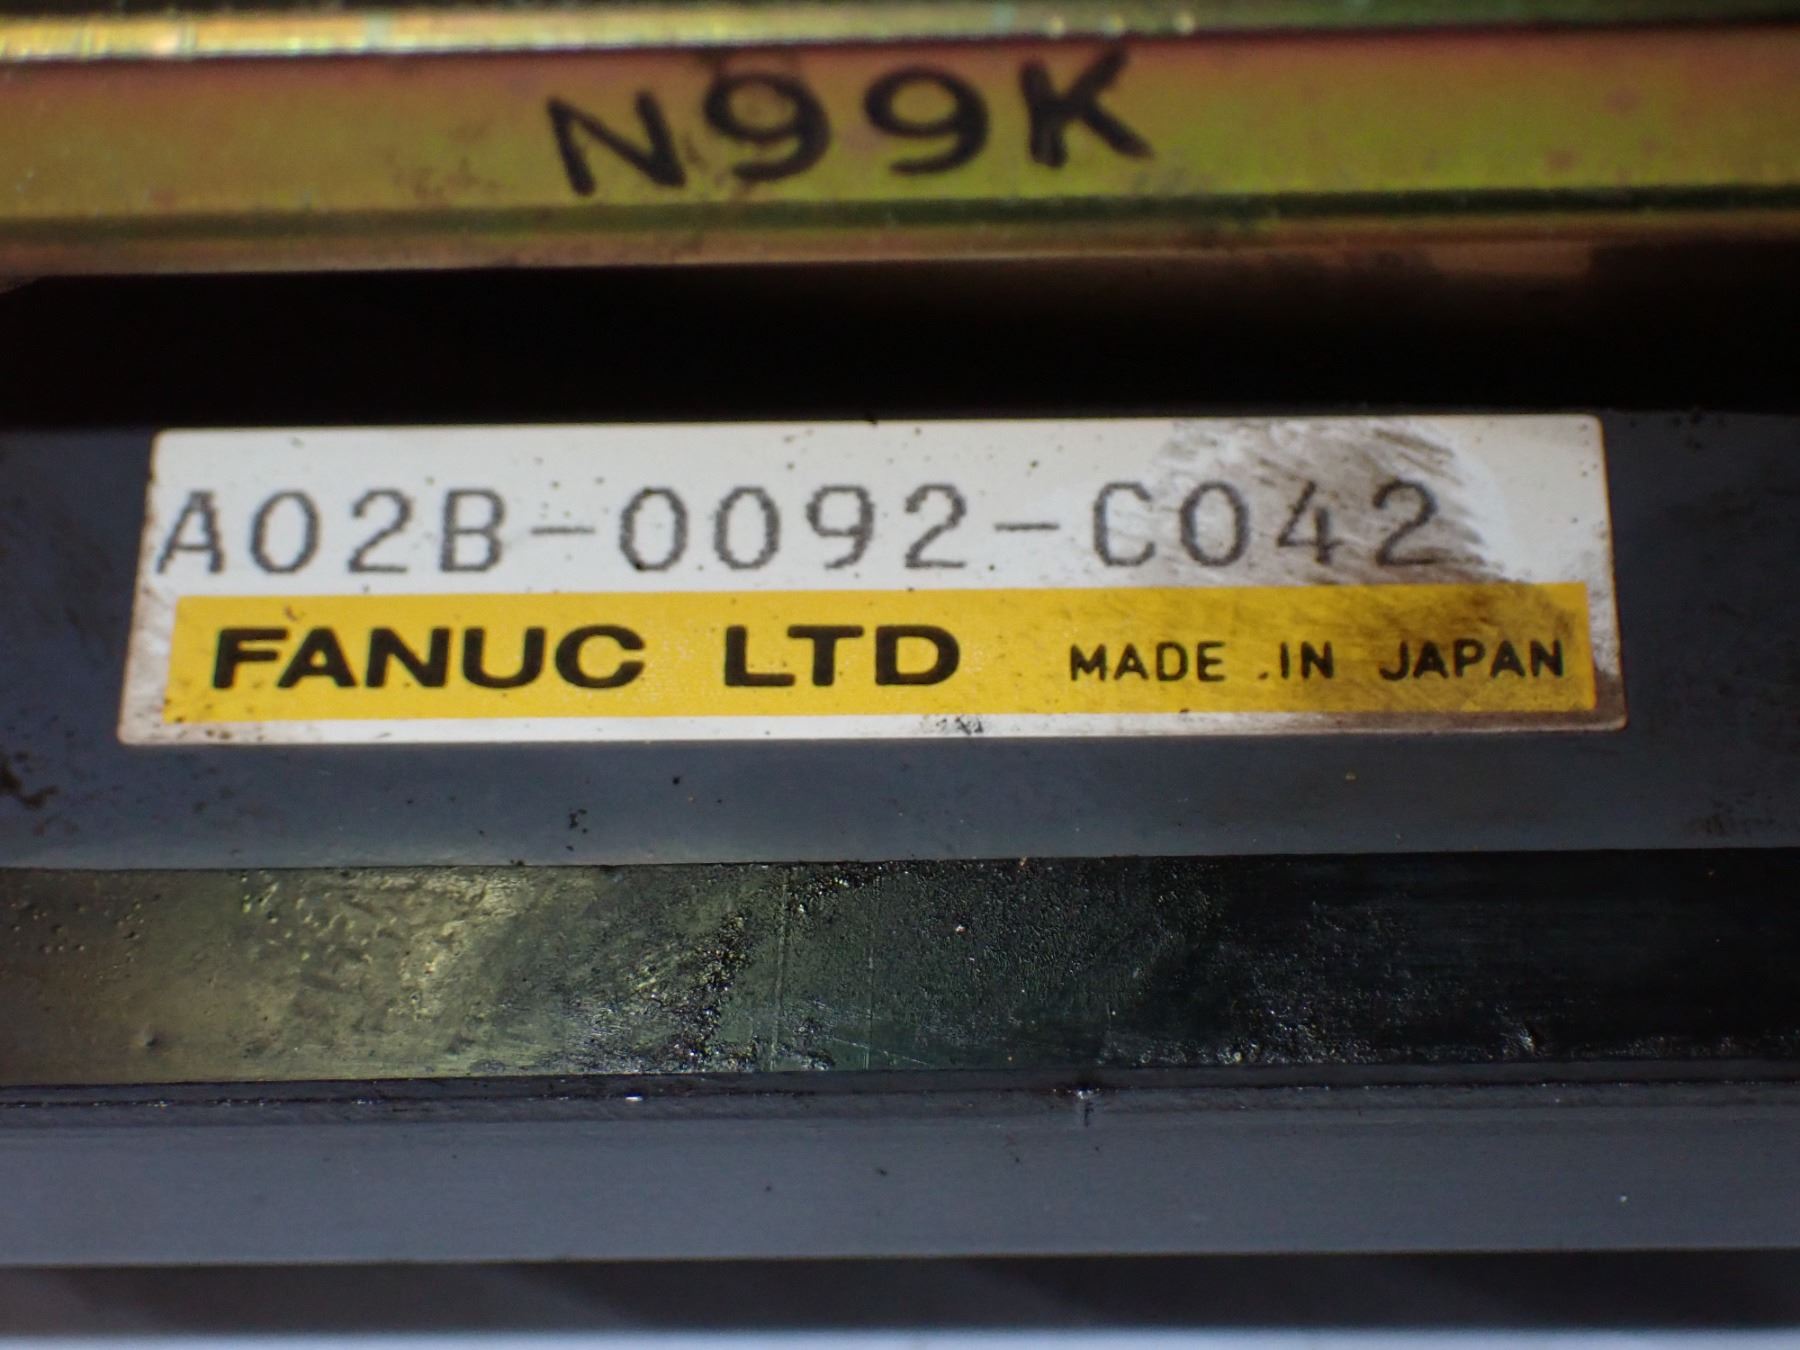 N99K
A02B-0092-C042
FANUC LTD MADE IN JAPAN